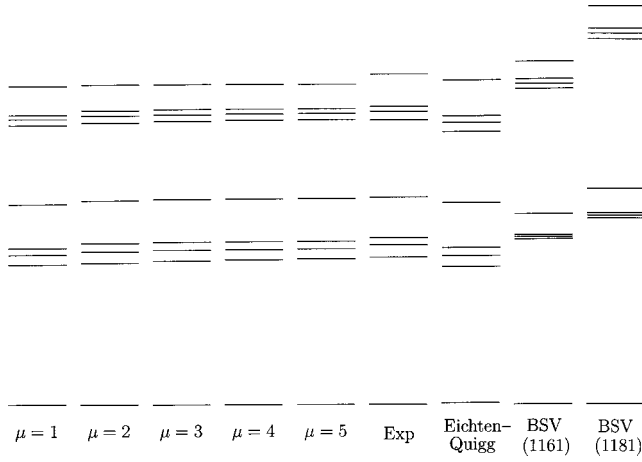 μ = 1 μ = 2 μ = 3 μ = 4 μ = 5 Exp Eichten– BSV BSV
Quigg (1161) (1181)